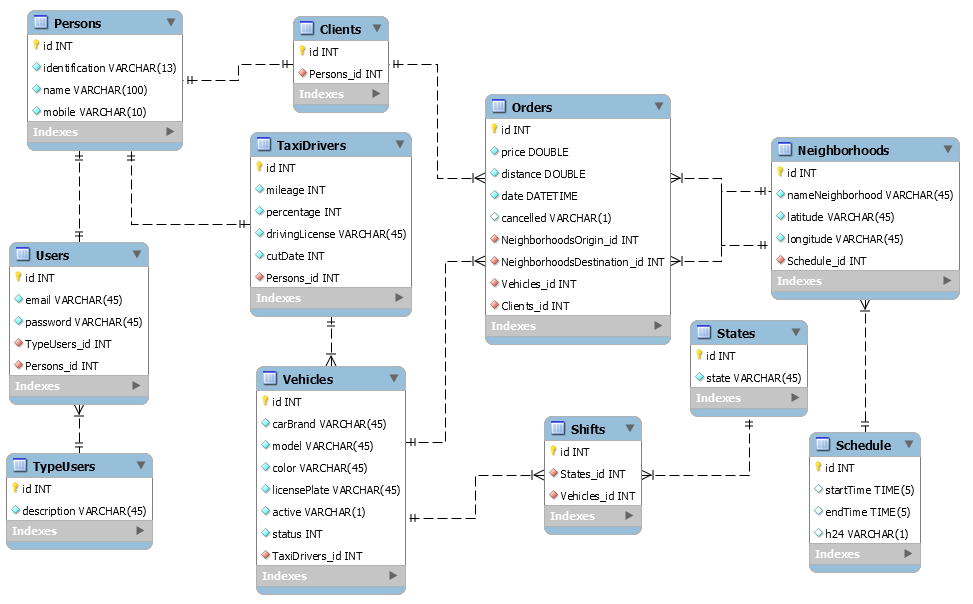 Persons
id INT
identification VARCHAR(13)
name VARCHAR(100)
mobile VARCHAR(10)
Indexes
Clients
id INT
Persons_id INT
Indexes
TaxiDrivers
id INT
mileage INT
percentage INT
drivingLicense VARCHAR(45)
cutDate INT
Persons_id INT
Indexes
Orders
id INT
price DOUBLE
distance DOUBLE
date DATETIME
cancelled VARCHAR(1)
NeighborhoodsOrigin_id INT
NeighborhoodsDestination_id INT
Vehicles_id INT
Clients_id INT
Indexes
Neighborhoods
id INT
nameNeighborhood VARCHAR(45)
latitude VARCHAR(45)
longitude VARCHAR(45)
Schedule_id INT
Indexes
Users
id INT
email VARCHAR(45)
password VARCHAR(45)
TypeUsers_id INT
Persons_id INT
Indexes
Vehicles
id INT
carBrand VARCHAR(45)
model VARCHAR(45)
color VARCHAR(45)
licensePlate VARCHAR(45)
active VARCHAR(1)
status INT
TaxiDrivers_id INT
Indexes
States
id INT
state VARCHAR(45)
Indexes
Shifts
id INT
States_id INT
Vehicles_id INT
Indexes
Schedule
id INT
startTime TIME(5)
endTime TIME(5)
h24 VARCHAR(1)
Indexes
TypeUsers
id INT
description VARCHAR(45)
Indexes